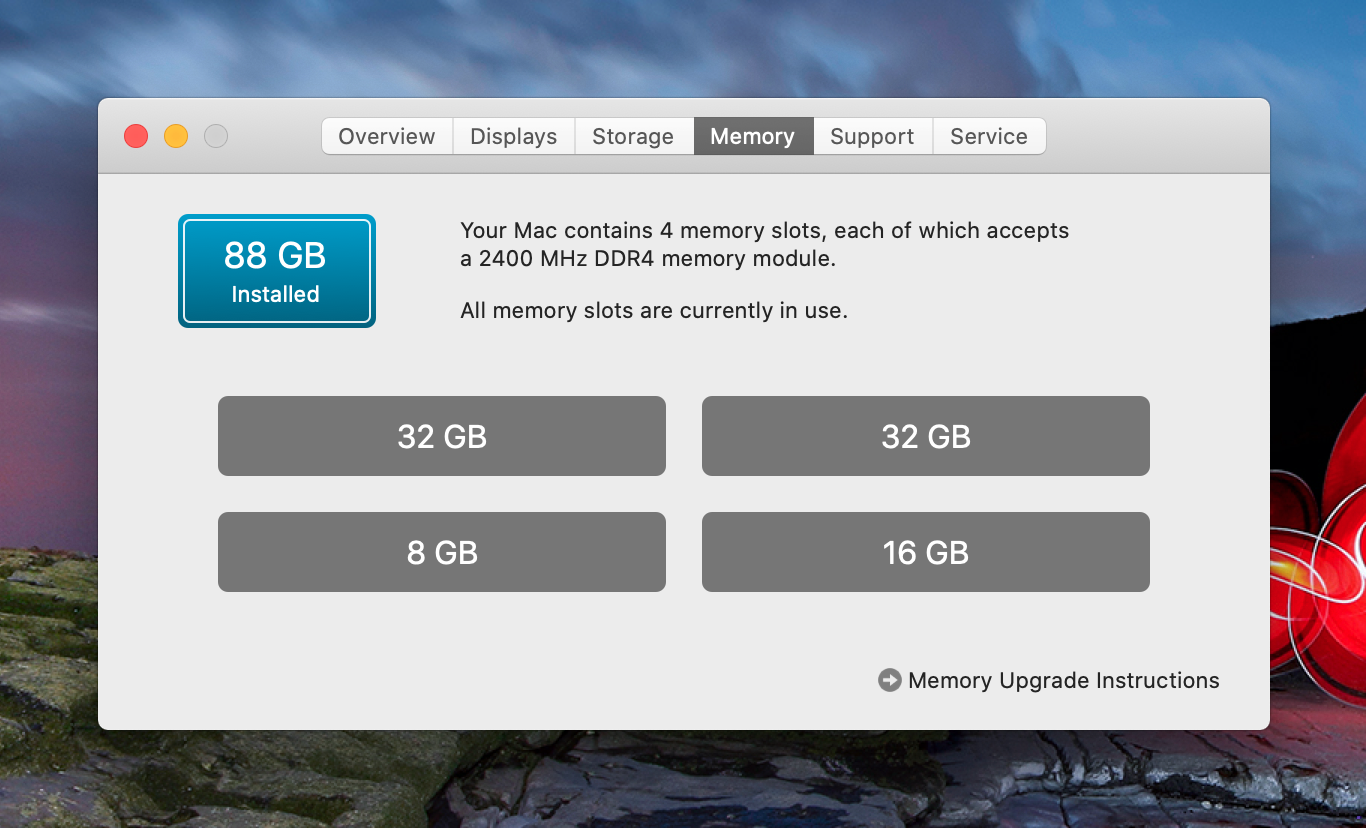 Overview Displays Storage Memory Support Service
88 GB
Installed
Your Mac contains 4 memory slots, each of which accepts
a 2400 MHz DDR4 memory module.
All memory slots are currently in use.
32 GB 32 GB
8 GB 16 GB
Memory Upgrade Instructions